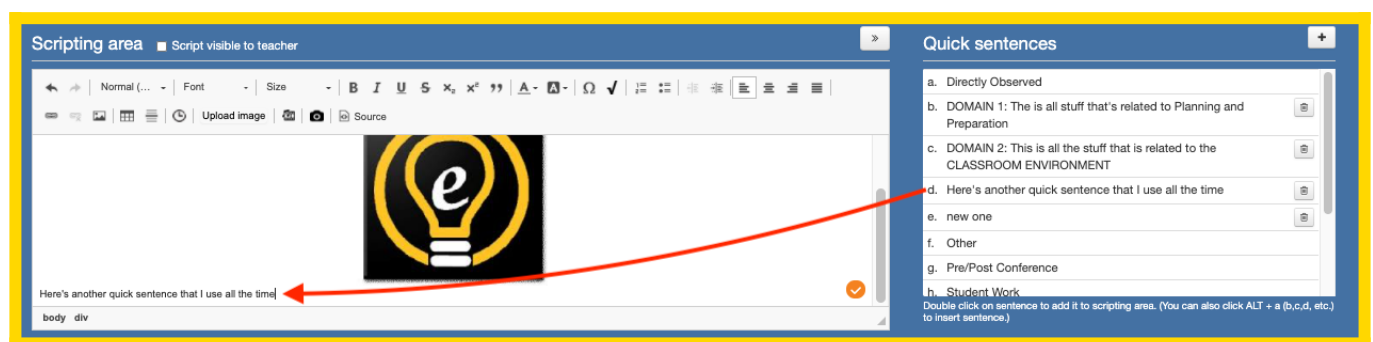 Scripting area Script visible to teacher »
Normal (... Font Size B I U S x₂ x² ” A A Ω √
Upload image Source
e
Here's another quick sentence that I use all the time
body div
Quick sentences +
a. Directly Observed
b. DOMAIN 1: The is all stuff that's related to Planning and
Preparation
c. DOMAIN 2: This is all the stuff that is related to the
CLASSROOM ENVIRONMENT
d. Here's another quick sentence that I use all the time
e. new one
f. Other
g. Pre/Post Conference
h. Student Work
Double click on sentence to add it to scripting area. (You can also click ALT + a (b,c,d, etc.)
to insert sentence.)